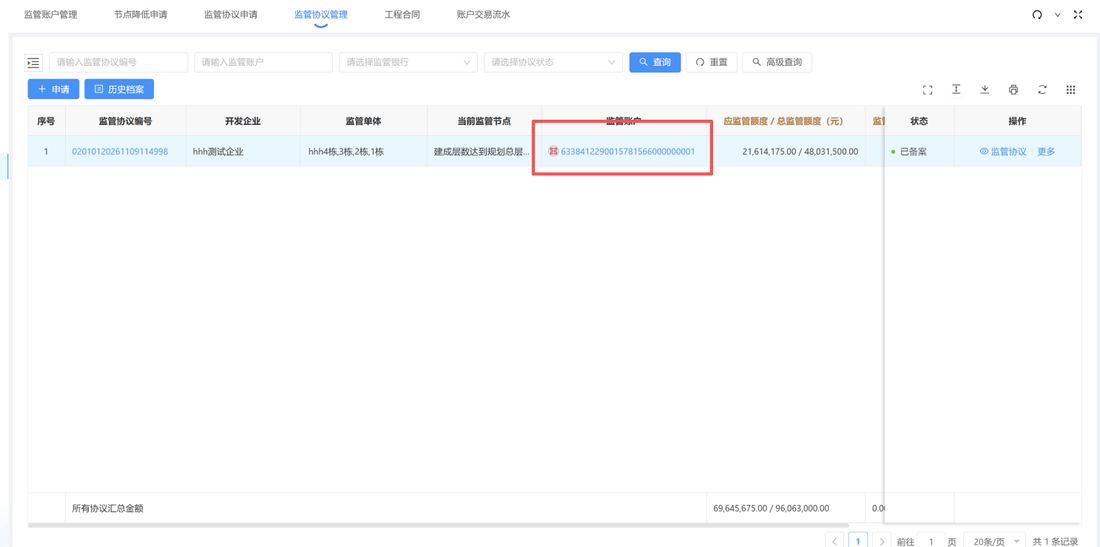 监管账户管理 节点降低申请 监管协议申请 监管协议管理 工程合同 账户交易流水
请输入监管协议编号 请输入监管账户 请选择监管银行 请选择协议状态 查询 重置 高级查询
申请 历史档案
序号 监管协议编号 开发企业 监管单体 当前监管节点 监管账户 应监管额度 / 总监管额度（元） 状态 操作
1 02010120261109114998 hhh测试企业 hhh4栋,3栋,2栋,1栋 建成层数达到规划总层... 6338412290015781566000000001 21,614,175.00 / 48,031,500.00 已备案 监管协议 更多
所有协议汇总金额 69,645,675.00 / 96,063,000.00
1 前往 1 页 20条/页 共 1 条记录